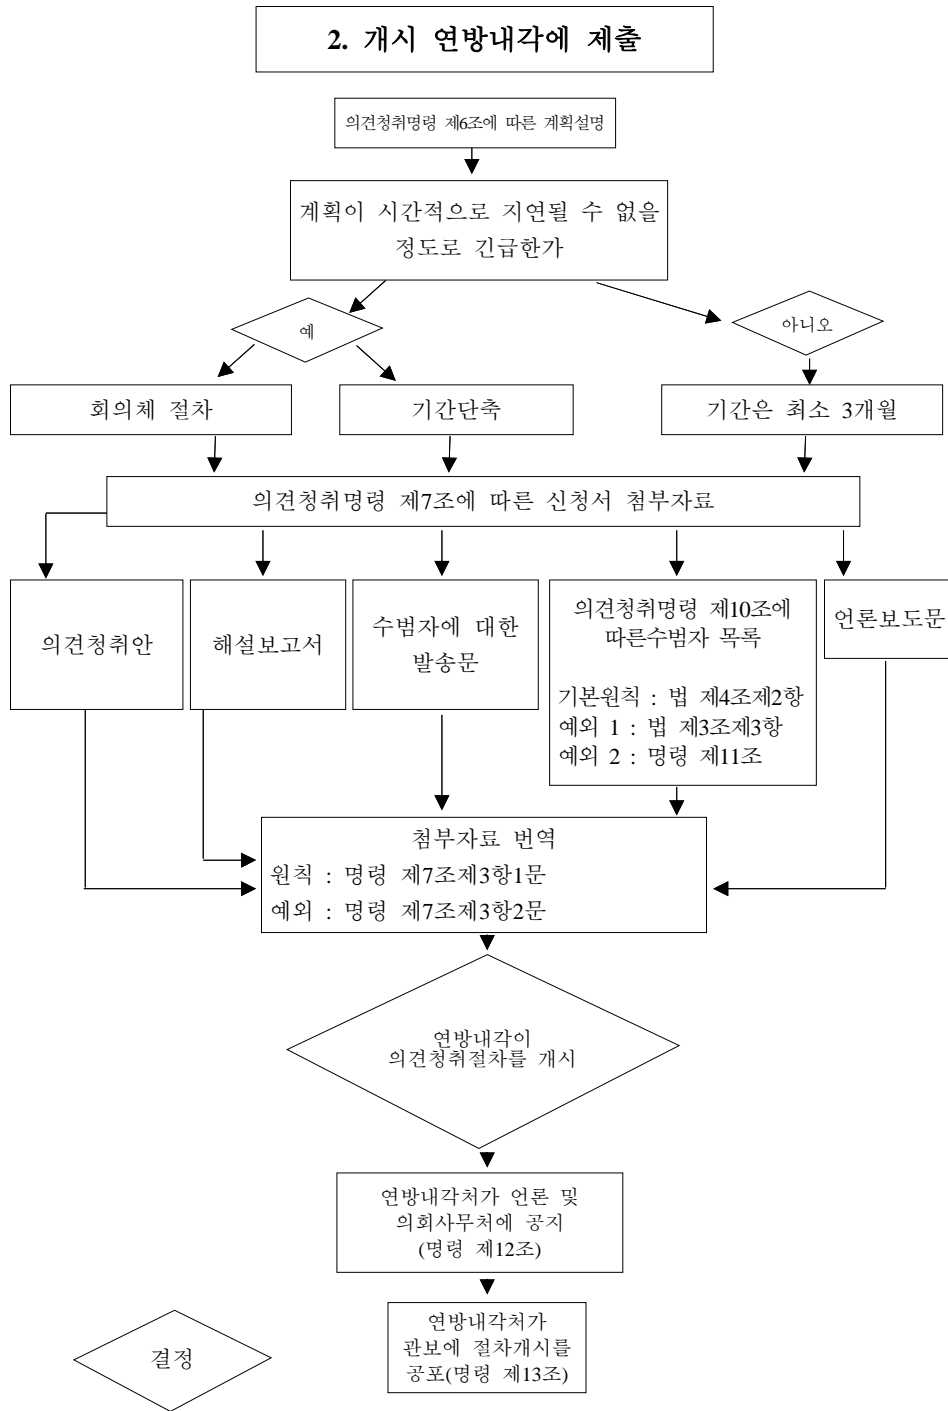 2. 개시 연방내각에 제출
의견청취명령 제6조에 따른 계획설명
계획이 시간적으로 지연될 수 없을
정도로 긴급한가
예
아니오
회의체 절차
기간단축
기간은 최소 3개월
의견청취명령 제7조에 따른 신청서 첨부자료
의견청취안
해설보고서
수범자에 대한
발송문
의견청취명령 제10조에
따른수범자 목록
기본원칙 : 법 제4조제2항
예외 1 : 법 제3조제3항
예외 2 : 명령 제11조
언론보도문
첨부자료 번역
원칙 : 명령 제7조제3항1문
예외 : 명령 제7조제3항2문
연방내각이
의견청취절차를 개시
연방내각처가 언론 및
의회사무처에 공지
(명령 제12조)
연방내각처가
관보에 절차개시를
공포(명령 제13조)
결정